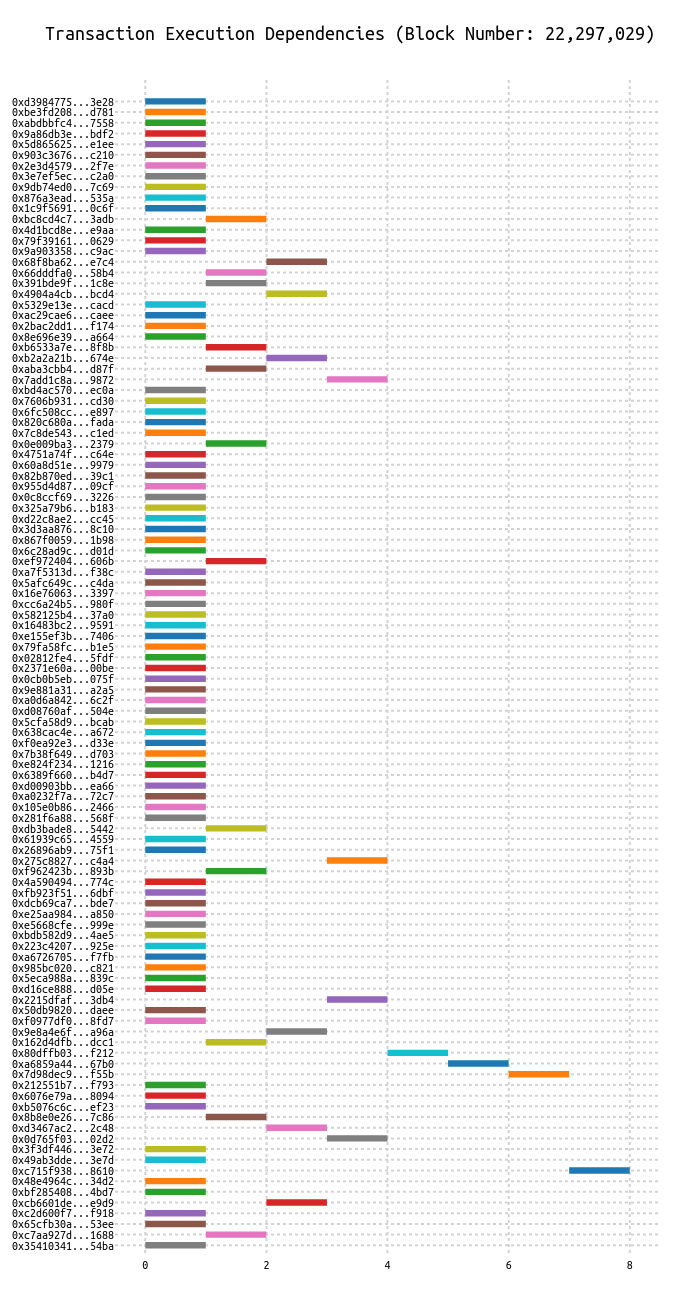 Transaction Execution Dependencies (Block Number: 22,297,029)
0xd3984775...3e28
0xbe3fd208...d781
0xabdbbfc4...7558
0x9a86db3e...bdf2
0x5d865625...e1ee
0x903c3676...c210
0x2e3d4579...2f7e
0x3e7ef5ec...c2a0
0x9db74ed0...7c69
0x876a3ead...535a
0x1c9f5691...0c6f
0xbc8cd4c7...3adb
0x4d1bcd8e...e9aa
0x79f39161...0629
0x9a903358...c9ac
0x68f8ba62...e7c4
0x66dddfa0...58b4
0x391bde9f...1c8e
0x4904a4cb...bcd4
0x5329e13e...cacd
0xac29cae6...caee
0x2bac2dd1...f174
0x8e696e39...a664
0xb6533a7e...8f8b
0xb2a2a21b...674e
0xaba3cbb4...d87f
0x7add1c8a...9872
0xbd4ac570...ec0a
0x7606b931...cd30
0x6fc508cc...e897
0x820c680a...fada
0x7c8de543...c1ed
0x0e009ba3...2379
0x4751a74f...c64e
0x60a8d51e...9979
0x82b870ed...39c1
0x955d4d87...09cf
0x0c8ccf69...3226
0x325a79b6...b183
0xd22c8ae2...cc45
0x3d3aa876...8c10
0x867f0059...1b98
0x6c28ad9c...d01d
0xef972404...606b
0xa7f5313d...f38c
0x5afc649c...c4da
0x16e76063...3397
0xcc6a24b5...980f
0x582125b4...37a0
0x16483bc2...9591
0xe155ef3b...7406
0x79fa58fc...b1e5
0x02812fe4...5fdf
0x2371e60a...00be
0x0cb0b5eb...075f
0x9e881a31...a2a5
0xa0d6a842...6c2f
0xd08760af...504e
0x5cfa58d9...bcab
0x638cac4e...a672
0xf0ea92e3...d33e
0x7b38f649...d703
0xe824f234...1216
0x6389f660...b4d7
0xd00903bb...ea66
0xa0232f7a...72c7
0x105e0b86...2466
0x281f6a88...568f
0xdb3bade8...5442
0x61939c65...4559
0x26896ab9...75f1
0x275c8827...c4a4
0xf962423b...893b
0x4a590494...774c
0xfb923f51...6dbf
0xdcb69ca7...bde7
0xe25aa984...a850
0xe5668cfe...999e
0xbdb582d9...4ae5
0x223c4207...925e
0xa6726705...f7fb
0x985bc020...c821
0x5eca988a...839c
0xd16ce888...d05e
0x2215dfaf...3db4
0x50db9820...daee
0xf0977df0...8fd7
0x9e8a4e6f...a96a
0x162d4dfb...dcc1
0x80dffb03...f212
0xa6859a44...67b0
0x7d98dec9...f55b
0x212551b7...f793
0x6076e79a...8094
0xb5076c6c...ef23
0x8b8e0e26...7c86
0xd3467ac2...2c48
0x0d765f03...02d2
0x3f3df446...3e72
0x49ab3dde...3e7d
0xc715f938...8610
0x48e4964c...34d2
0xbf285408...4bd7
0xcb6601de...e9d9
0xc2d600f7...f918
0x65cfb30a...53ee
0xc7aa927d...1688
0x35410341...54ba
0 2 4 6 8